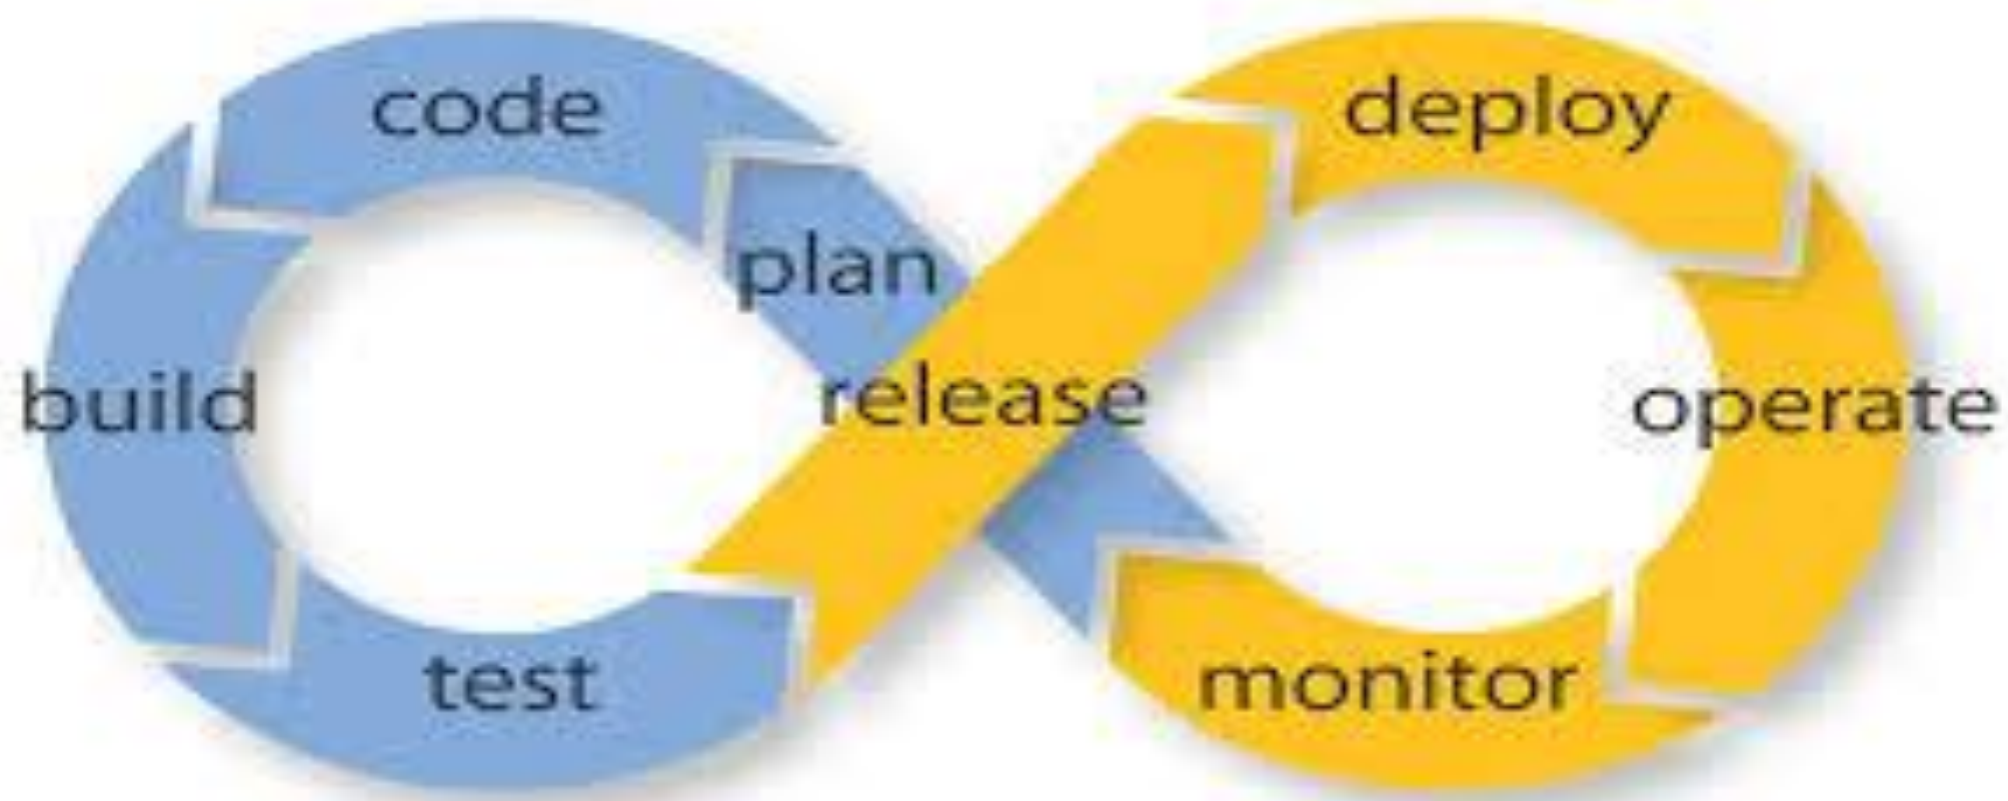 code
deploy
plan
release
build
operate
test
monitor